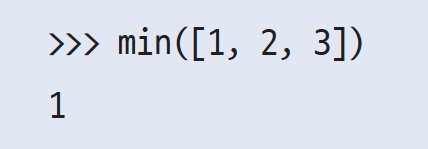 >>> min([1, 2, 3])
1